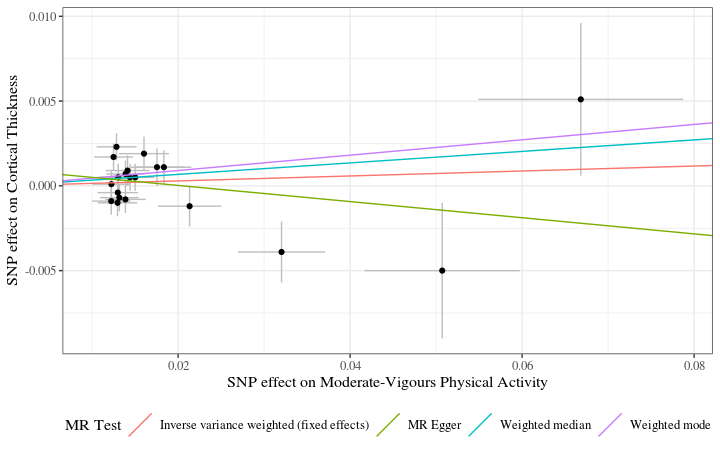 SNP effect on Cortical Thickness
0.010
0.005
0.000
-0.005
0.02 0.04 0.06 0.08
SNP effect on Moderate-Vigours Physical Activity
MR Test Inverse variance weighted (fixed effects) MR Egger Weighted median Weighted mode